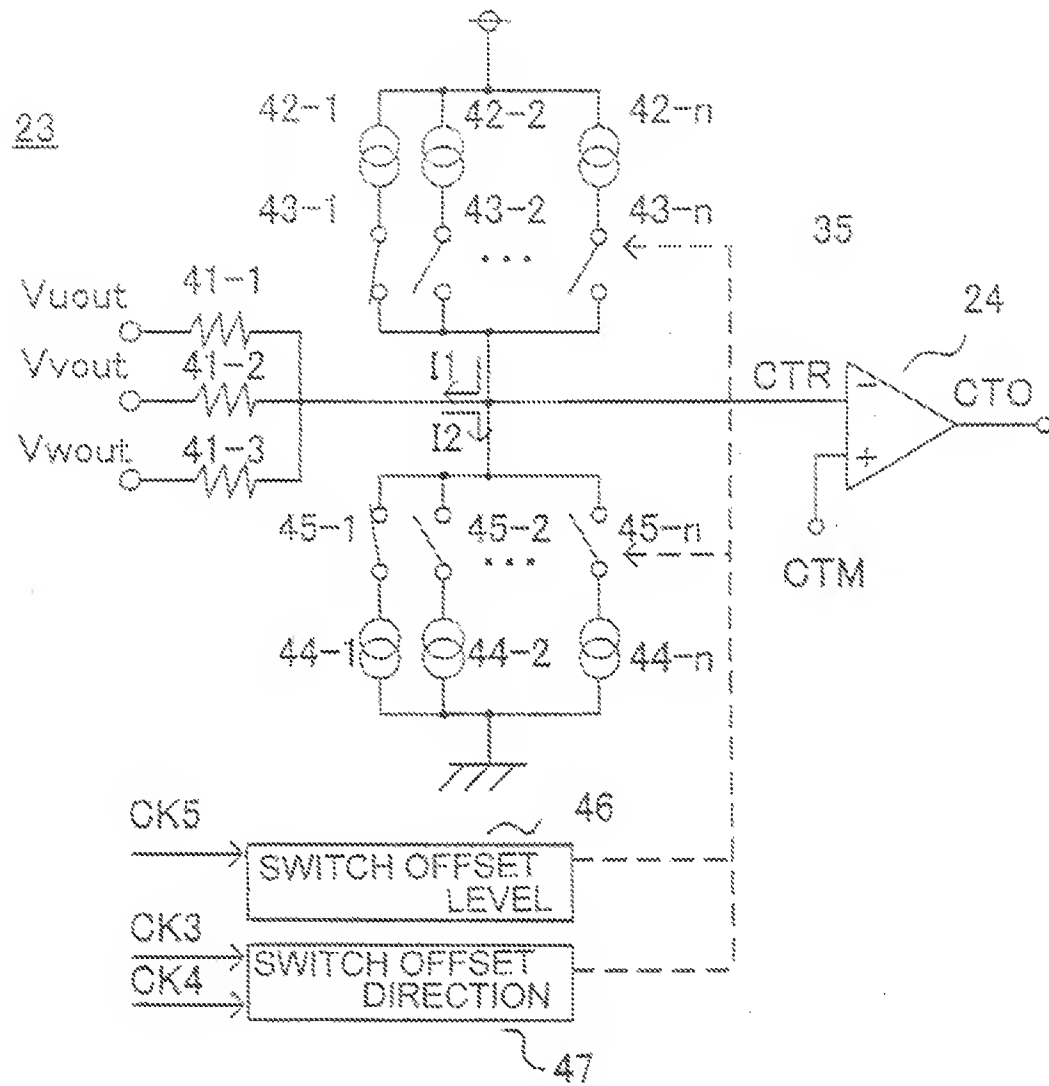 23
42-1 42-2 42-n
43-1 43-2 ••• 43-n
35
Vuout 41-1
24
Vvout 41-2
I1
CTR
−
CTO
Vwout 41-3
I2
+
45-1 45-2 ••• 45-n
CTM
44-1 44-2 44-n
CK5
46
SWITCH OFFSET
LEVEL
CK3
SWITCH OFFSET
CK4
DIRECTION
47